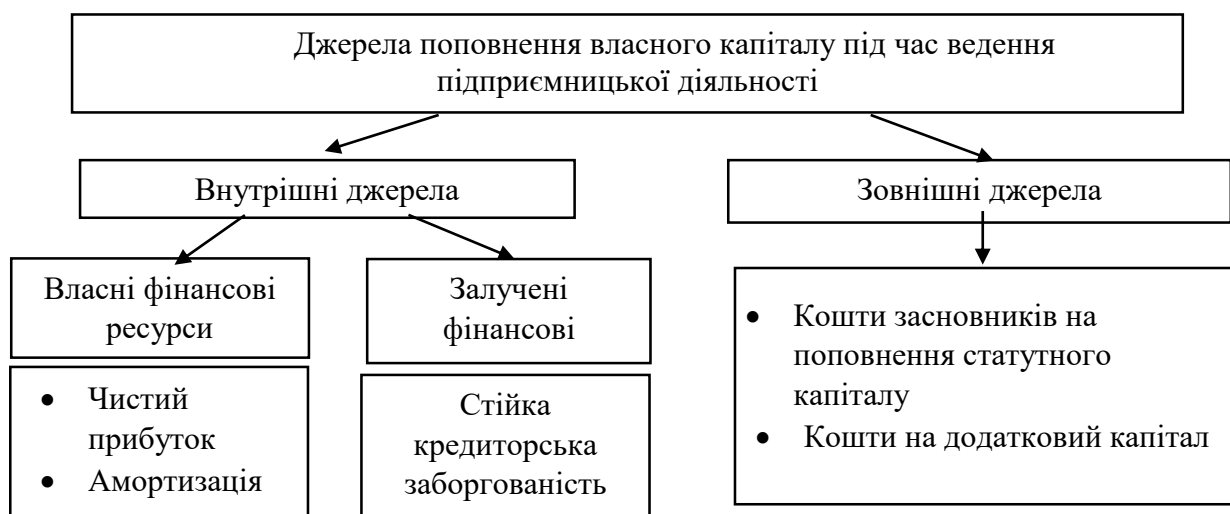 Джерела поповнення власного капіталу під час ведення
підприємницької діяльності
Внутрішні джерела
Зовнішні джерела
Власні фінансові
ресурси
Залучені
фінансові
• Чистий
прибуток
• Амортизація
Стійка
кредиторська
заборгованість
• Кошти засновників на
поповнення статутного
капіталу
• Кошти на додатковий капітал